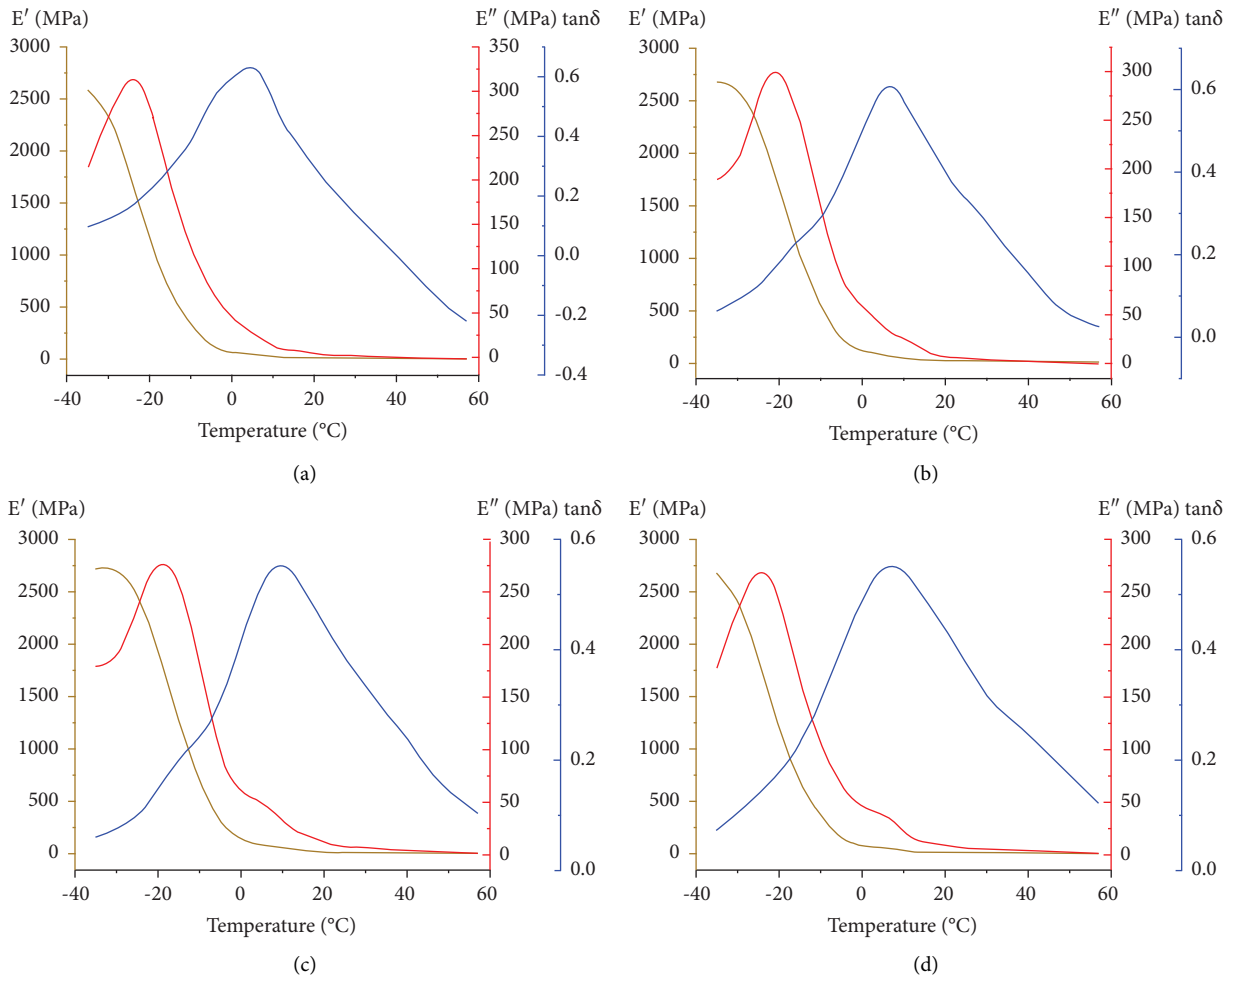 E′ (MPa) E″ (MPa) tanδ
3000 350
2500 300 0.6
250 0.4
2000 200 0.2
1500 150 0.0
1000 100
500 50 -0.2
0 0 -0.4
-40 -20 0 20 40 60
Temperature (°C)
(a)
E′ (MPa) E″ (MPa) tanδ
3000 300 0.6
2500 250
2000 200 0.4
1500 150
1000 100 0.2
500 50 0.0
0 0
-40 -20 0 20 40 60
Temperature (°C)
(b)
E′ (MPa) E″ (MPa) tanδ
3000 300 0.6
2500 250
2000 200 0.4
1500 150
1000 100 0.2
500 50
0 0 0.0
-40 -20 0 20 40 60
Temperature (°C)
(c)
E′ (MPa) E″ (MPa) tanδ
3000 300 0.6
2500 250
2000 200 0.4
1500 150
1000 100 0.2
500 50
0 0 0.0
-40 -20 0 20 40 60
Temperature (°C)
(d)